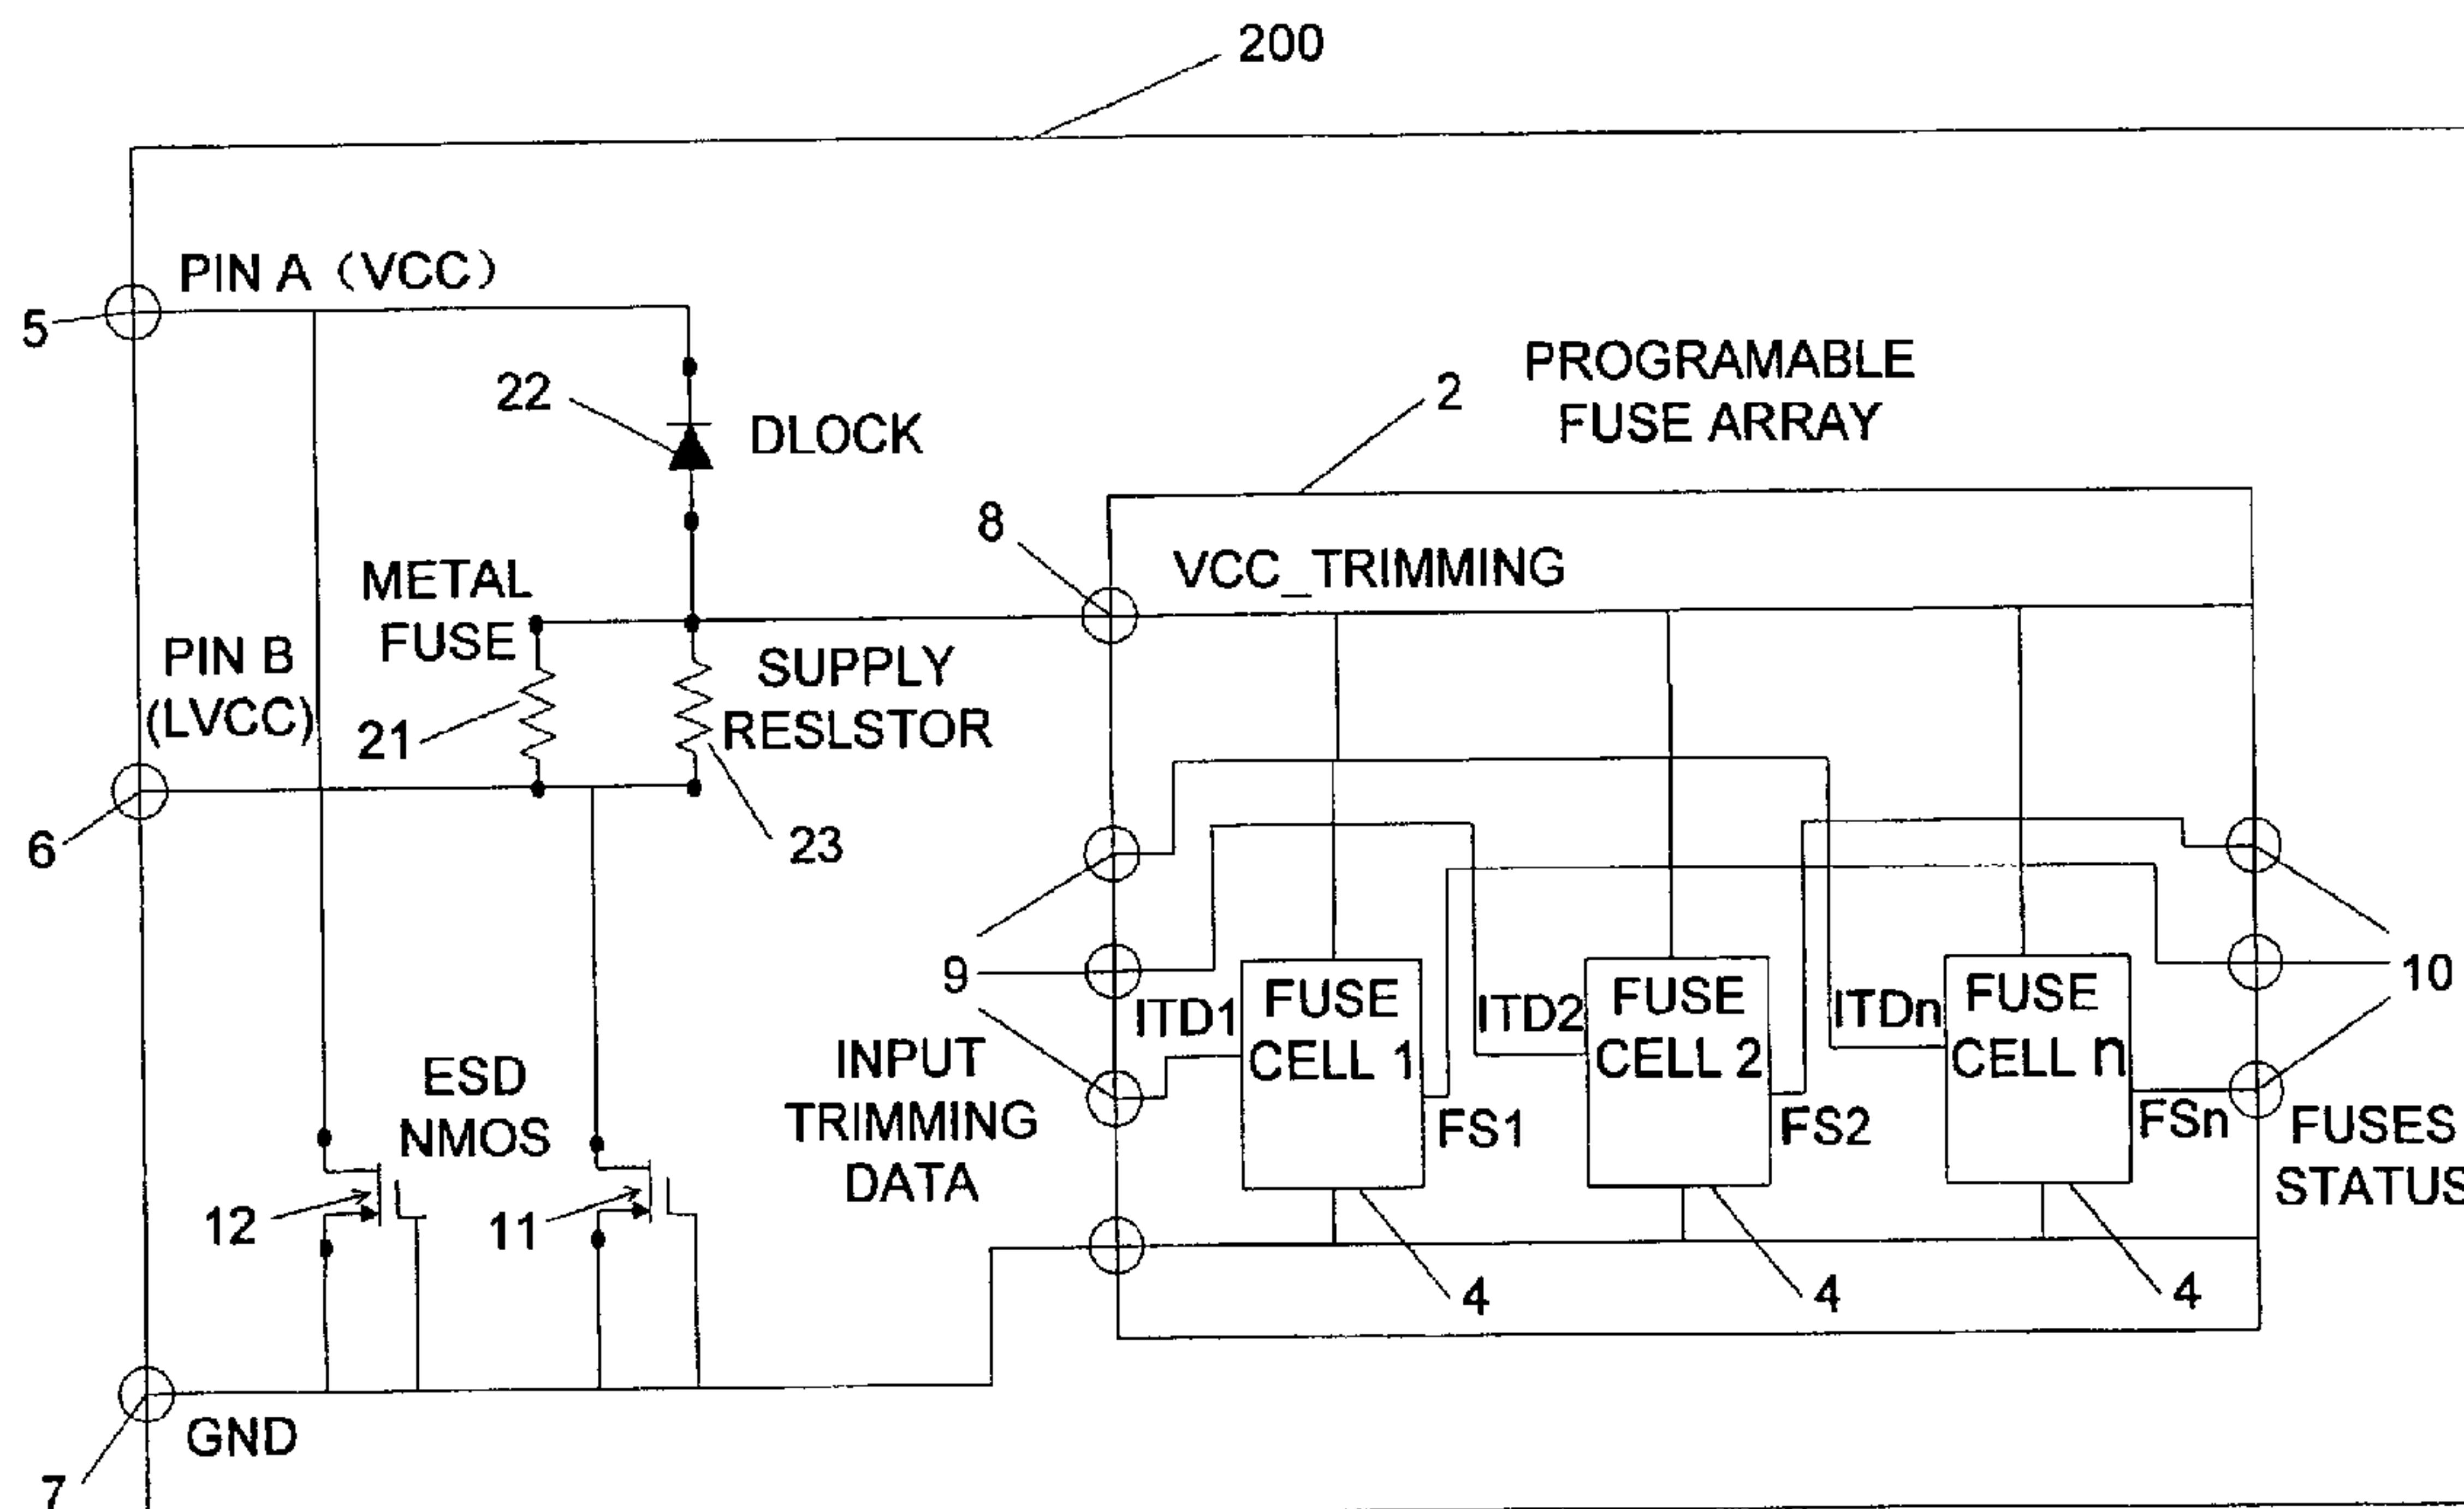 200
PIN A (VCC)
5
22
DLOCK
2
PROGRAMABLE
FUSE ARRAY
8
VCC_TRIMMING
METAL
FUSE
PIN B
(LVCC)
21
SUPPLY
RESLSTOR
6
23
9
10
ITD1
FUSE
CELL 1
ITD2
FUSE
CELL 2
ITDn
FUSE
CELL n
INPUT
TRIMMING
DATA
ESD
NMOS
FS1
FS2
FSn
FUSES
STATUS
12
11
4
4
4
GND
7